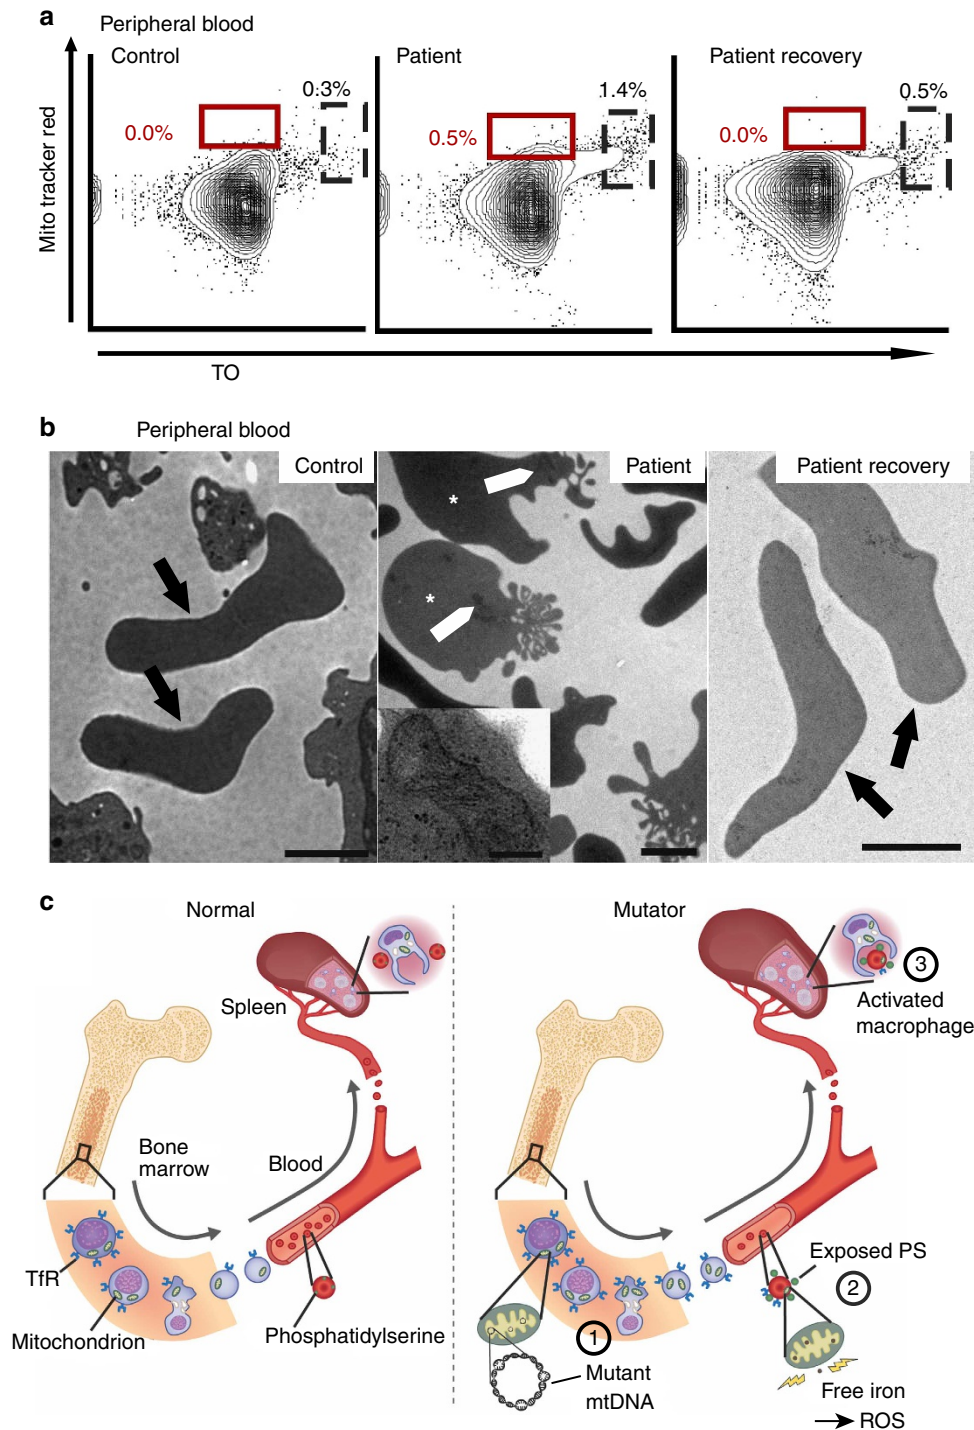 a
Peripheral blood
Control
Patient
Patient recovery
0.3%
0.0%
1.4%
0.5%
0.5%
0.0%
Mito tracker red
TO
b
Peripheral blood
Control
Patient
Patient recovery
*
*
c
Normal
Mutator
Spleen
3
Activated
macrophage
Bone
marrow
Blood
TfR
Mitochondrion
Phosphatidylserine
Exposed PS
2
1
Mutant
mtDNA
Free iron
ROS